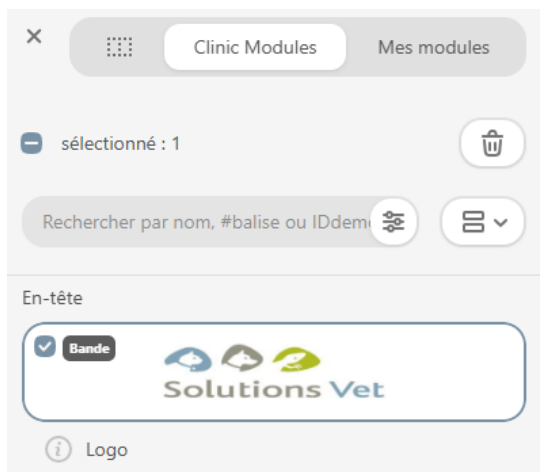 Clinic Modules
Mes modules
sélectionné : 1
Rechercher par nom, #balise ou IDdem
En-tête
Bande
Solutions Vet
Logo